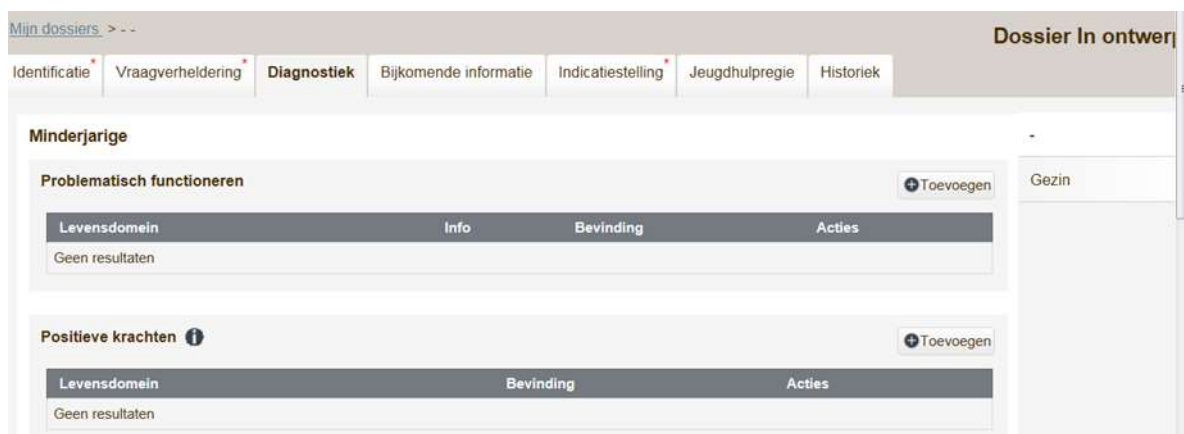 Mijn dossiers > - -
Dossier In ontwerp
Identificatie* Vraagverheldering* Diagnostiek Bijkomende informatie Indicatiestelling* Jeugdhulpregie Historiek
Minderjarige
-
Problematisch functioneren
Toevoegen
Gezin
Levensdomein Info Bevinding Acties
Geen resultaten
Positieve krachten i
Toevoegen
Levensdomein Bevinding Acties
Geen resultaten